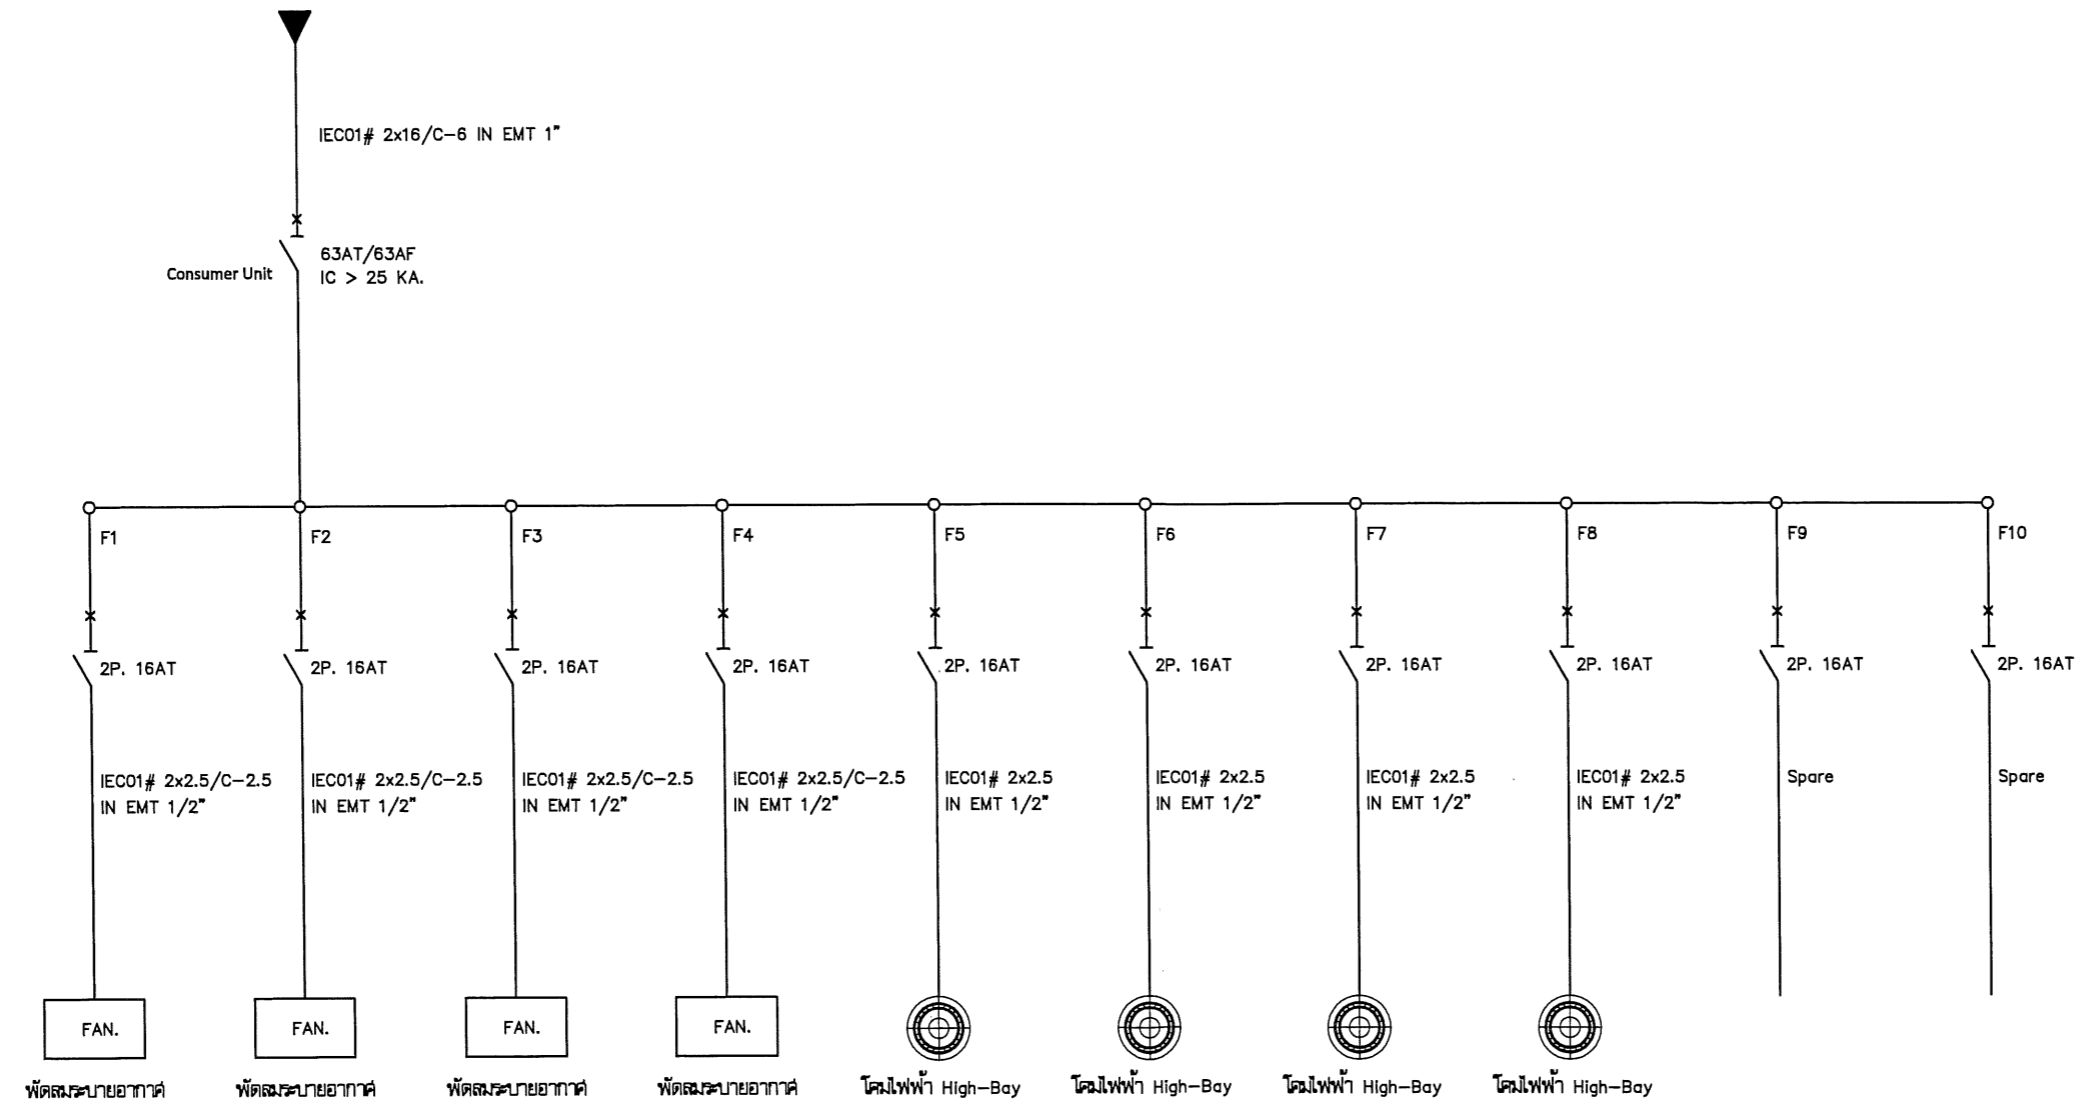 IEC01# 2x16/C-6 IN EMT 1"
63AT/63AF
Consumer Unit
IC > 25 KA.
F1 F2 F3 F4 F5 F6 F7 F8 F9 F10
2P. 16AT 2P. 16AT 2P. 16AT 2P. 16AT 2P. 16AT 2P. 16AT 2P. 16AT 2P. 16AT 2P. 16AT 2P. 16AT
IEC01# 2x2.5/C-2.5 IEC01# 2x2.5/C-2.5 IEC01# 2x2.5/C-2.5 IEC01# 2x2.5/C-2.5 IEC01# 2x2.5 IEC01# 2x2.5 IEC01# 2x2.5 IEC01# 2x2.5 Spare Spare
IN EMT 1/2" IN EMT 1/2" IN EMT 1/2" IN EMT 1/2" IN EMT 1/2" IN EMT 1/2" IN EMT 1/2" IN EMT 1/2"
FAN. FAN. FAN. FAN.
พัดลมระบายอากาศ พัดลมระบายอากาศ พัดลมระบายอากาศ พัดลมระบายอากาศ โคมไฟฟ้า High-Bay โคมไฟฟ้า High-Bay โคมไฟฟ้า High-Bay โคมไฟฟ้า High-Bay